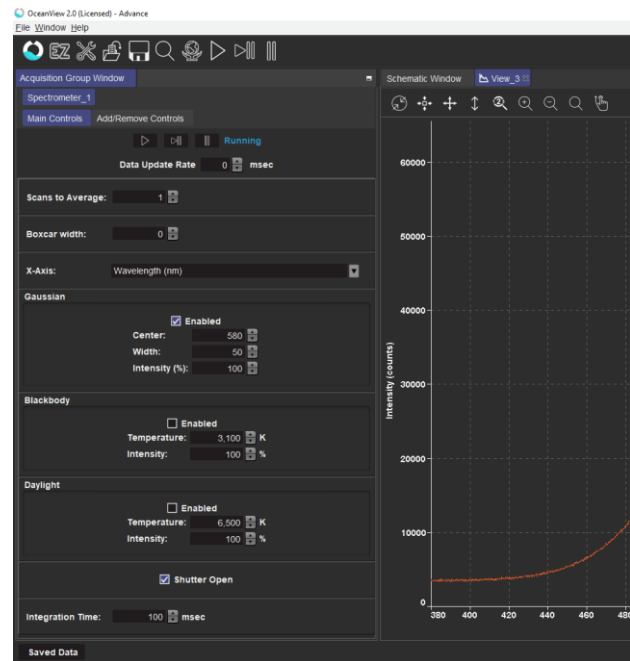 OceanView 2.0 (Licensed) - Advance
File Window Help
EZ
Acquisition Group Window
Spectrometer_1
Main Controls Add/Remove Controls
Running
Data Update Rate 0 msec
Scans to Average: 1
Boxcar width: 0
X-Axis: Wavelength (nm)
Gaussian
Enabled
Center: 580
Width: 50
Intensity (%): 100
Blackbody
Enabled
Temperature: 3,100 K
Intensity: 100 %
Daylight
Enabled
Temperature: 6,500 K
Intensity: 100 %
Shutter Open
Integration Time: 100 msec
Saved Data
Schematic Window View_3
2
Intensity (counts)
60000
50000
40000
30000
20000
10000
0
380 400 420 440 460 480